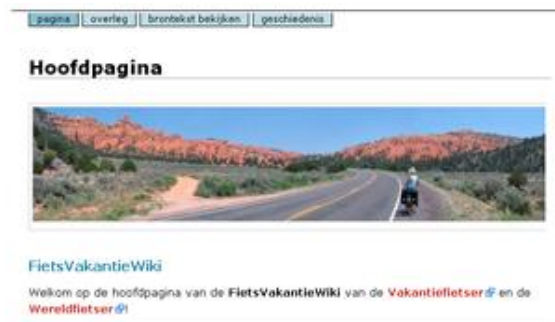 pagina overleg brontekst bekijken geschiedenis
Hoofdpagina
FietsVakantieWiki
Welkom op de hoofdpagina van de FietsVakantieWiki van de Vakantiefietser en de
Wereldfietser!